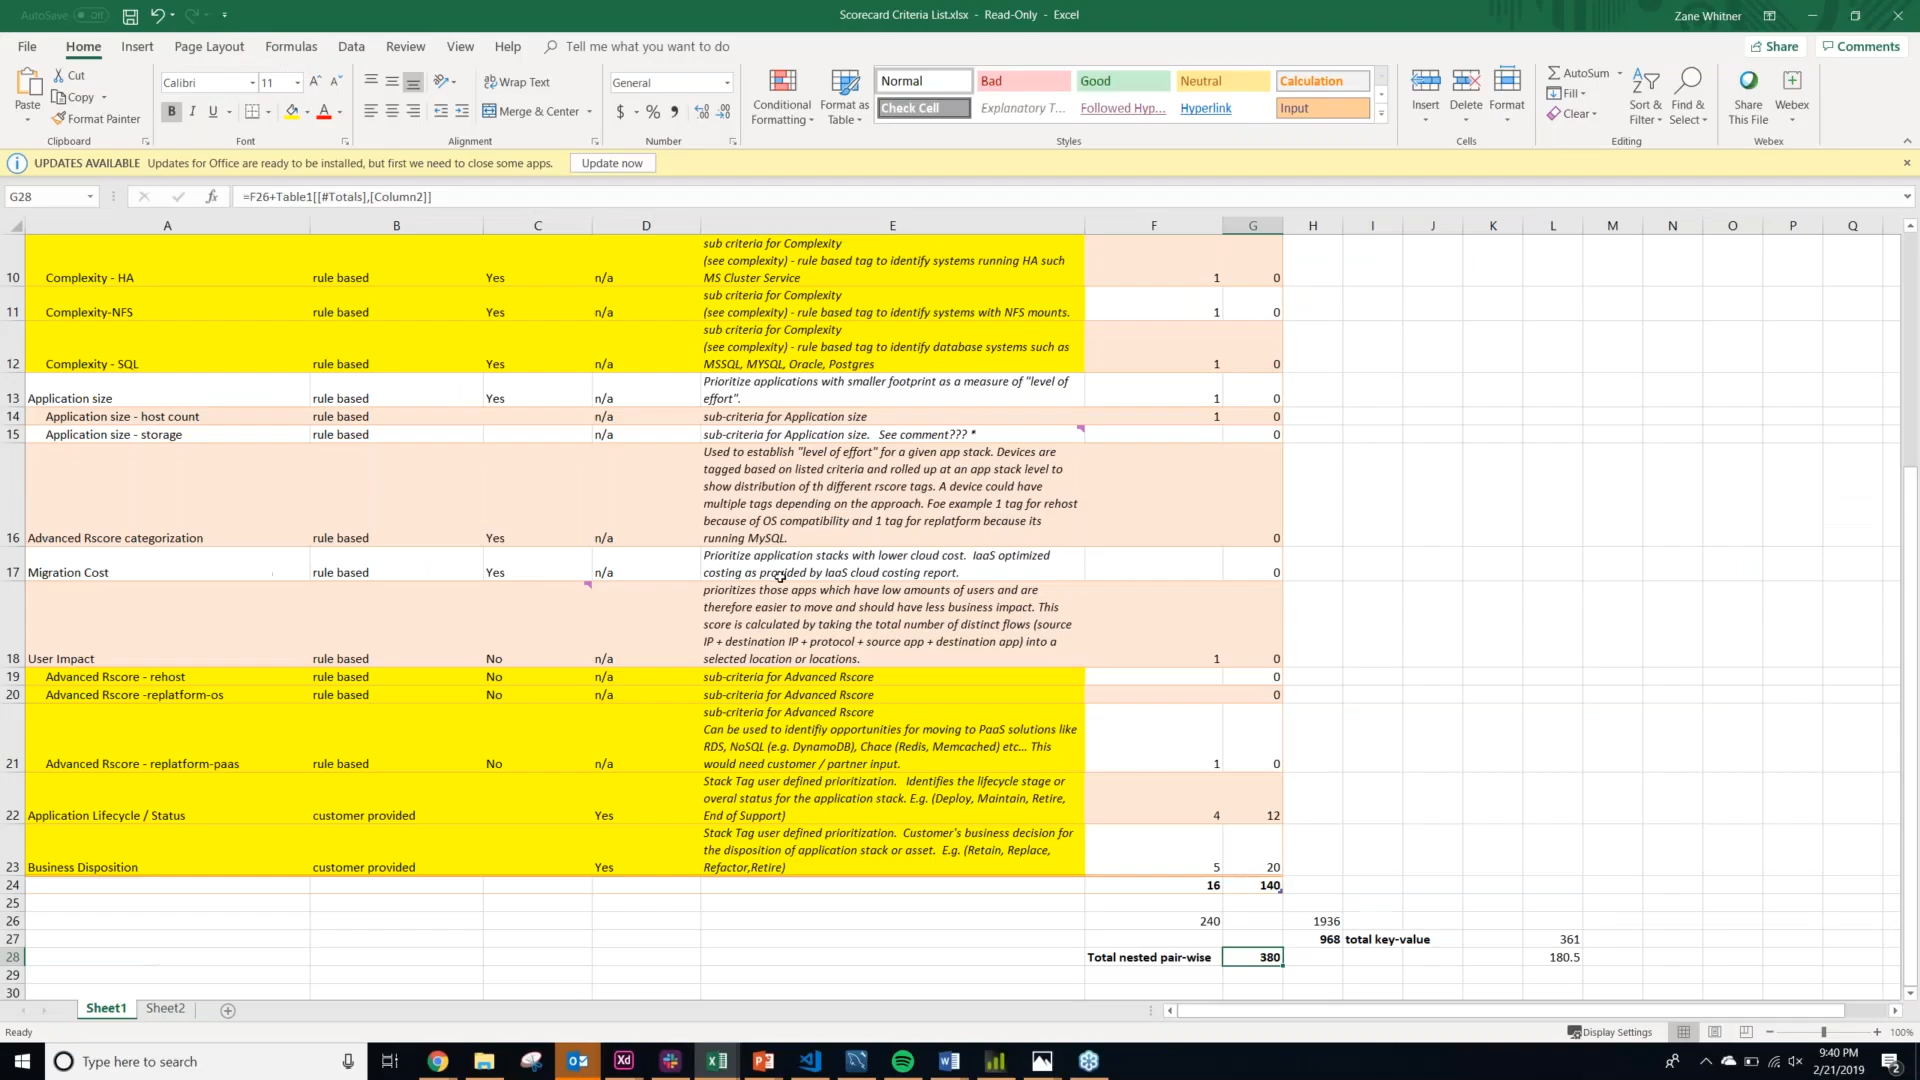 AutoSave Off
Scorecard Criteria List.xlsx - Read-Only - Excel
Zane Whitner
File Home Insert Page Layout Formulas Data Review View Help Tell me what you want to do
Share Comments
Paste
Cut
Copy
Format Painter
Clipboard
Calibri 11
B I U
Font
Wrap Text
Merge & Center
Alignment
General
$ % ,
Number
Conditional Formatting
Format as Table
Normal Bad Good Neutral Calculation
Check Cell Explanatory T... Followed Hyp... Hyperlink Input
Styles
Insert Delete Format
Cells
AutoSum
Fill
Clear
Sort & Filter
Find & Select
Editing
Share This File
Webex
Webex
UPDATES AVAILABLE Updates for Office are ready to be installed, but first we need to close some apps. Update now
G28 fx =F26+Table1[[#Totals],[Column2]]
A B C D E F G H I J K L M N O P Q
sub criteria for Complexity
(see complexity) - rule based tag to identify systems running HA such
10 Complexity - HA rule based Yes n/a MS Cluster Service 1 0
sub criteria for Complexity
11 Complexity-NFS rule based Yes n/a (see complexity) - rule based tag to identify systems with NFS mounts. 1 0
sub criteria for Complexity
(see complexity) - rule based tag to identify database systems such as
12 Complexity - SQL rule based Yes n/a MSSQL, MYSQL, Oracle, Postgres 1 0
Prioritize applications with smaller footprint as a measure of "level of
13 Application size rule based Yes n/a effort". 1 0
14 Application size - host count rule based n/a sub-criteria for Application size 1 0
15 Application size - storage rule based n/a sub-criteria for Application size. See comment??? * 0
Used to establish "level of effort" for a given app stack. Devices are
tagged based on listed criteria and rolled up at an app stack level to
show distribution of th different rscore tags. A device could have
multiple tags depending on the approach. Foe example 1 tag for rehost
because of OS compatibility and 1 tag for replatform because its
16 Advanced Rscore categorization rule based Yes n/a running MySQL. 0
Prioritize application stacks with lower cloud cost. IaaS optimized
17 Migration Cost rule based Yes n/a costing as provided by IaaS cloud costing report. 0
prioritizes those apps which have low amounts of users and are
therefore easier to move and should have less business impact. This
score is calculated by taking the total number of distinct flows (source
IP + destination IP + protocol + source app + destination app) into a
18 User Impact rule based No n/a selected location or locations. 1 0
19 Advanced Rscore - rehost rule based No n/a sub-criteria for Advanced Rscore 0
20 Advanced Rscore -replatform-os rule based No n/a sub-criteria for Advanced Rscore 0
sub-criteria for Advanced Rscore
Can be used to identifiy opportunities for moving to PaaS solutions like
RDS, NoSQL (e.g. DynamoDB), Chace (Redis, Memcached) etc... This
21 Advanced Rscore - replatform-paas rule based No n/a would need customer / partner input. 1 0
Stack Tag user defined prioritization. Identifies the lifecycle stage or
overal status for the application stack. E.g. (Deploy, Maintain, Retire,
22 Application Lifecycle / Status customer provided Yes End of Support) 4 12
Stack Tag user defined prioritization. Customer's business decision for
the disposition of application stack or asset. E.g. (Retain, Replace,
23 Business Disposition customer provided Yes Refactor,Retire) 5 20
24 16 140
25
26 240 1936
27 968 total key-value 361
28 Total nested pair-wise 380 180.5
29
30
Sheet1 Sheet2
Ready
Display Settings
100%
Type here to search
9:40 PM
2/21/2019
2